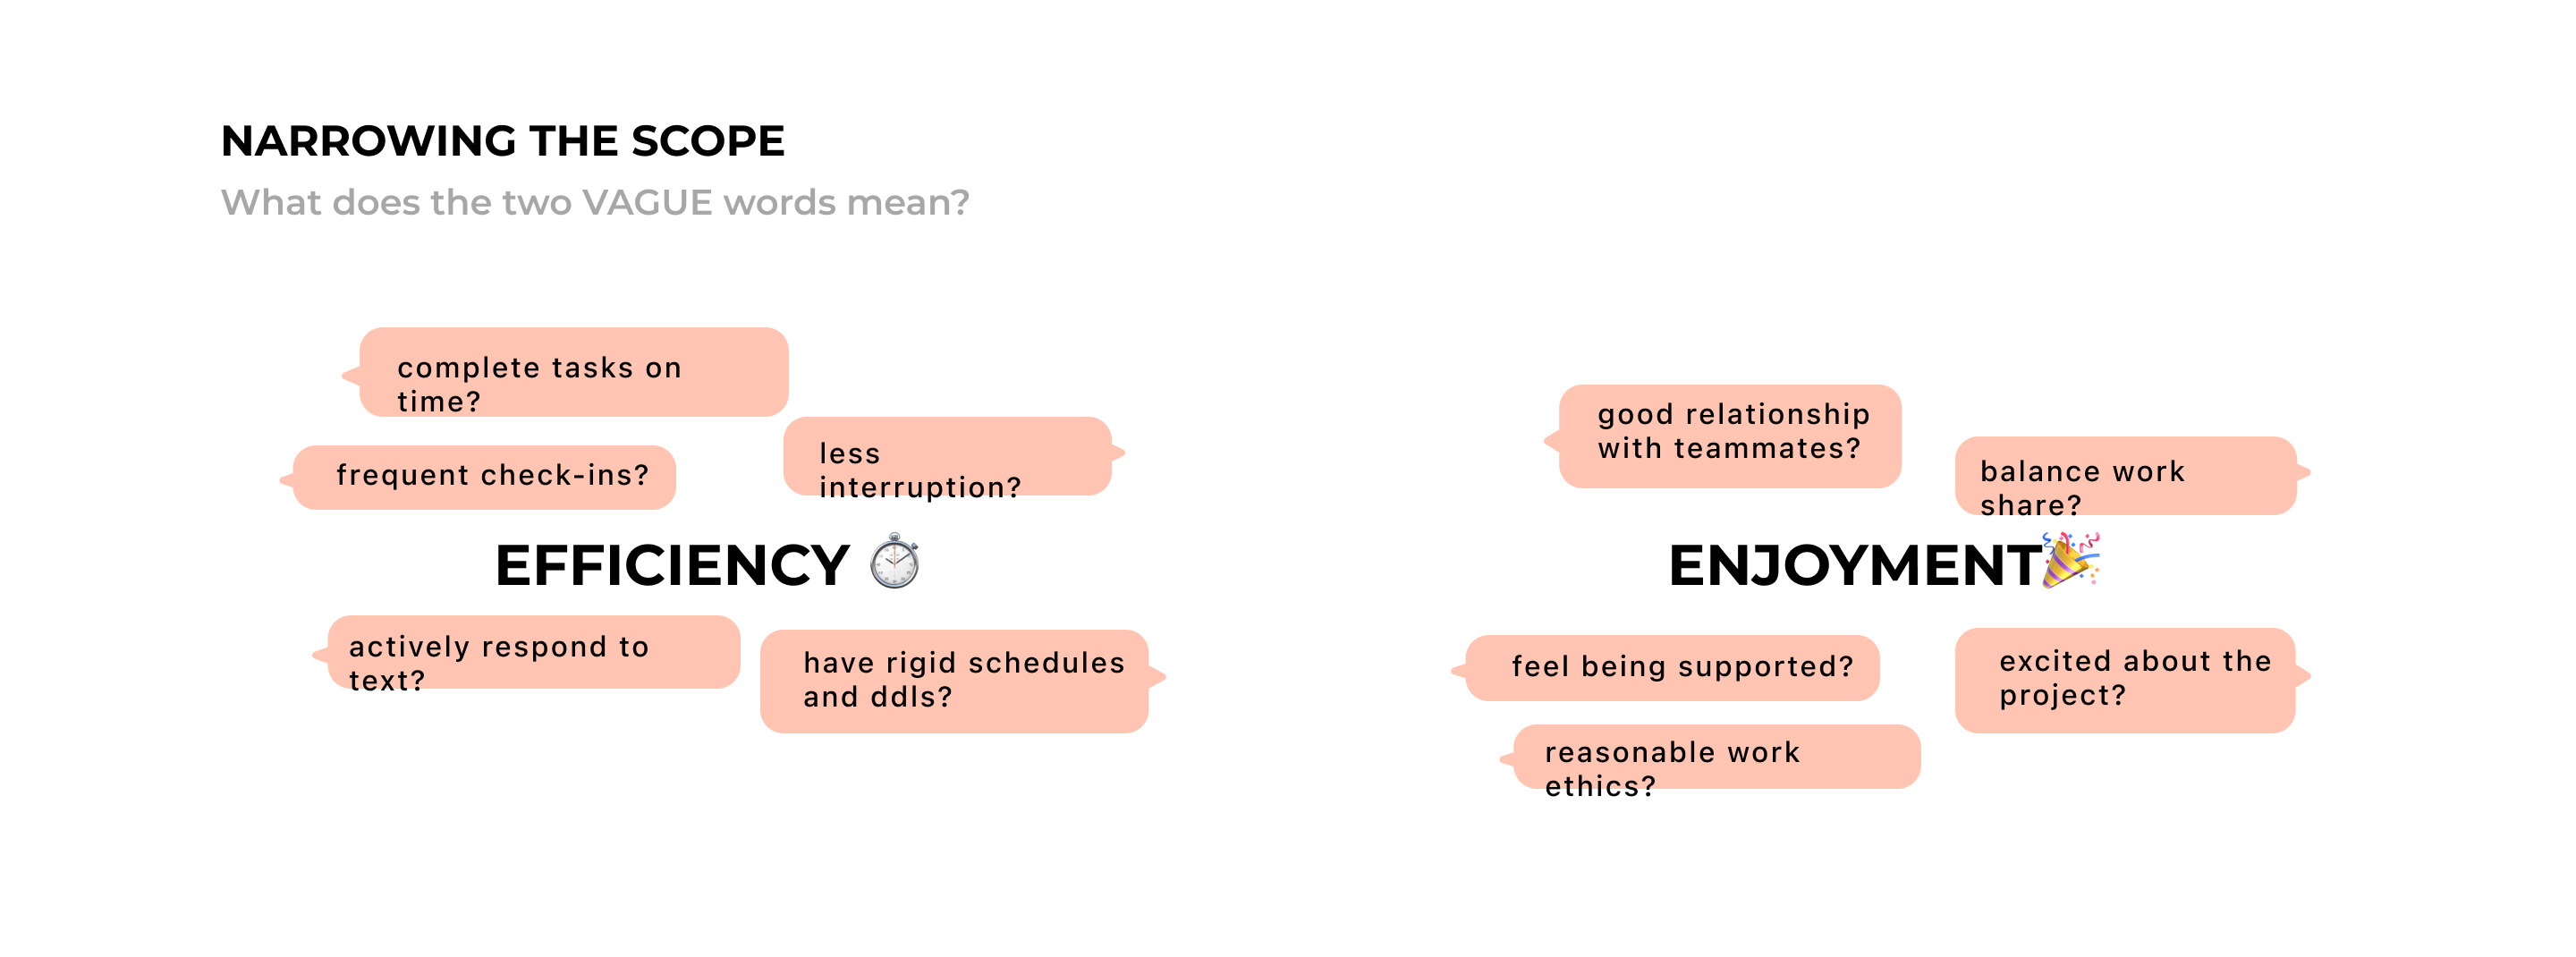 NARROWING THE SCOPE
What does the two VAGUE words mean?
complete tasks on
time?
less
interruption?
frequent check-ins?
EFFICIENCY
actively respond to
text?
have rigid schedules
and ddls?
good relationship
with teammates?
balance work
share?
ENJOYMENT
feel being supported?
excited about the
project?
reasonable work
ethics?